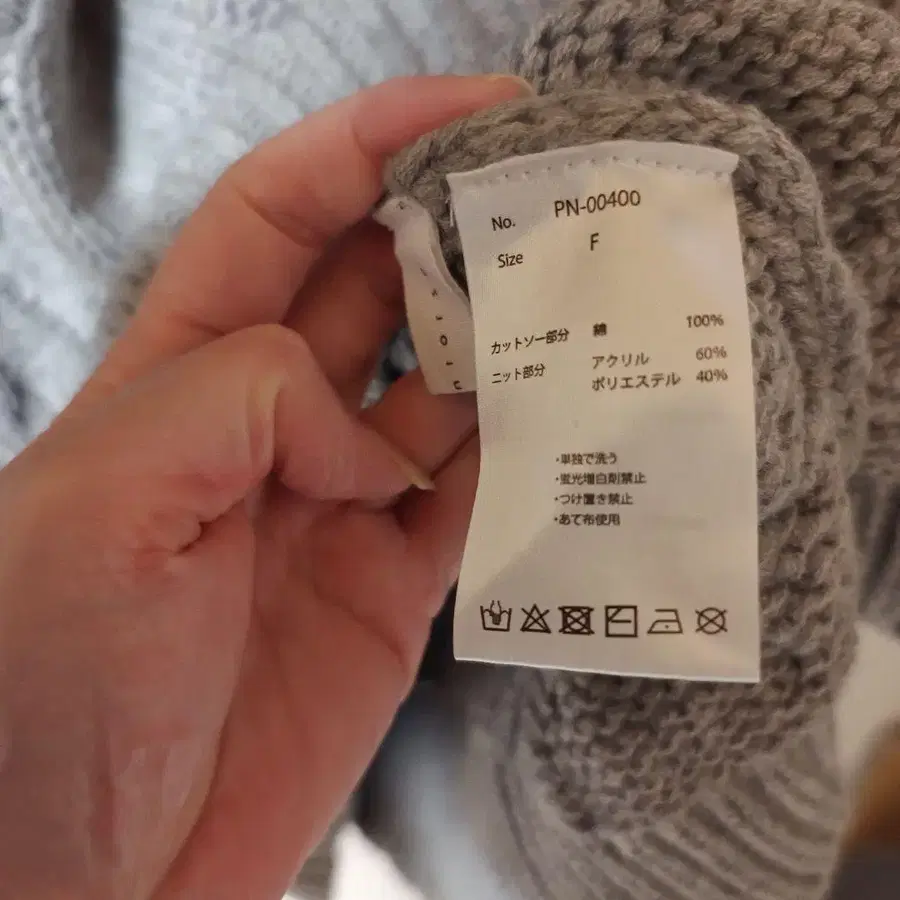 No. PN-00400
Size F
カットソー部分 綿 100%
ニット部分 アクリル 60%
ポリエステル 40%
・単独で洗う
・蛍光増白剤禁止
・つけ置き禁止
・あて布使用